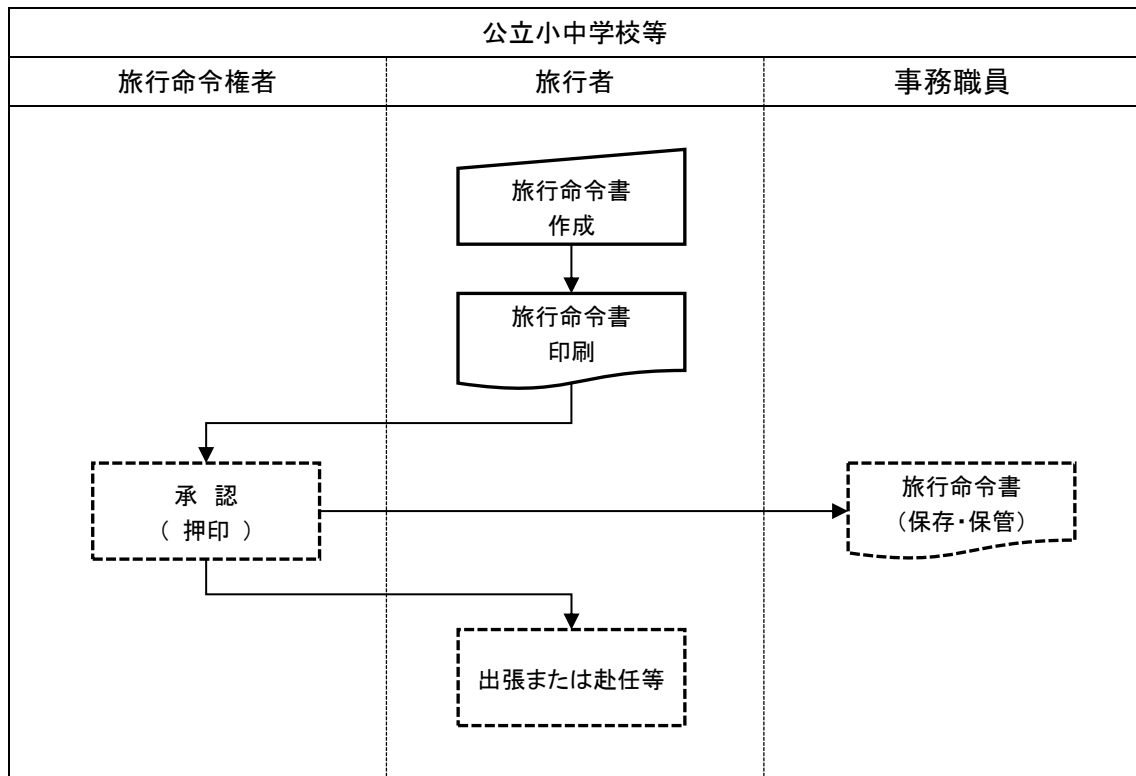 公立小中学校等
旅行命令権者
旅行者
事務職員
旅行命令書
作成
旅行命令書
印刷
承 認
( 押印 )
旅行命令書
(保存・保管)
出張または赴任等